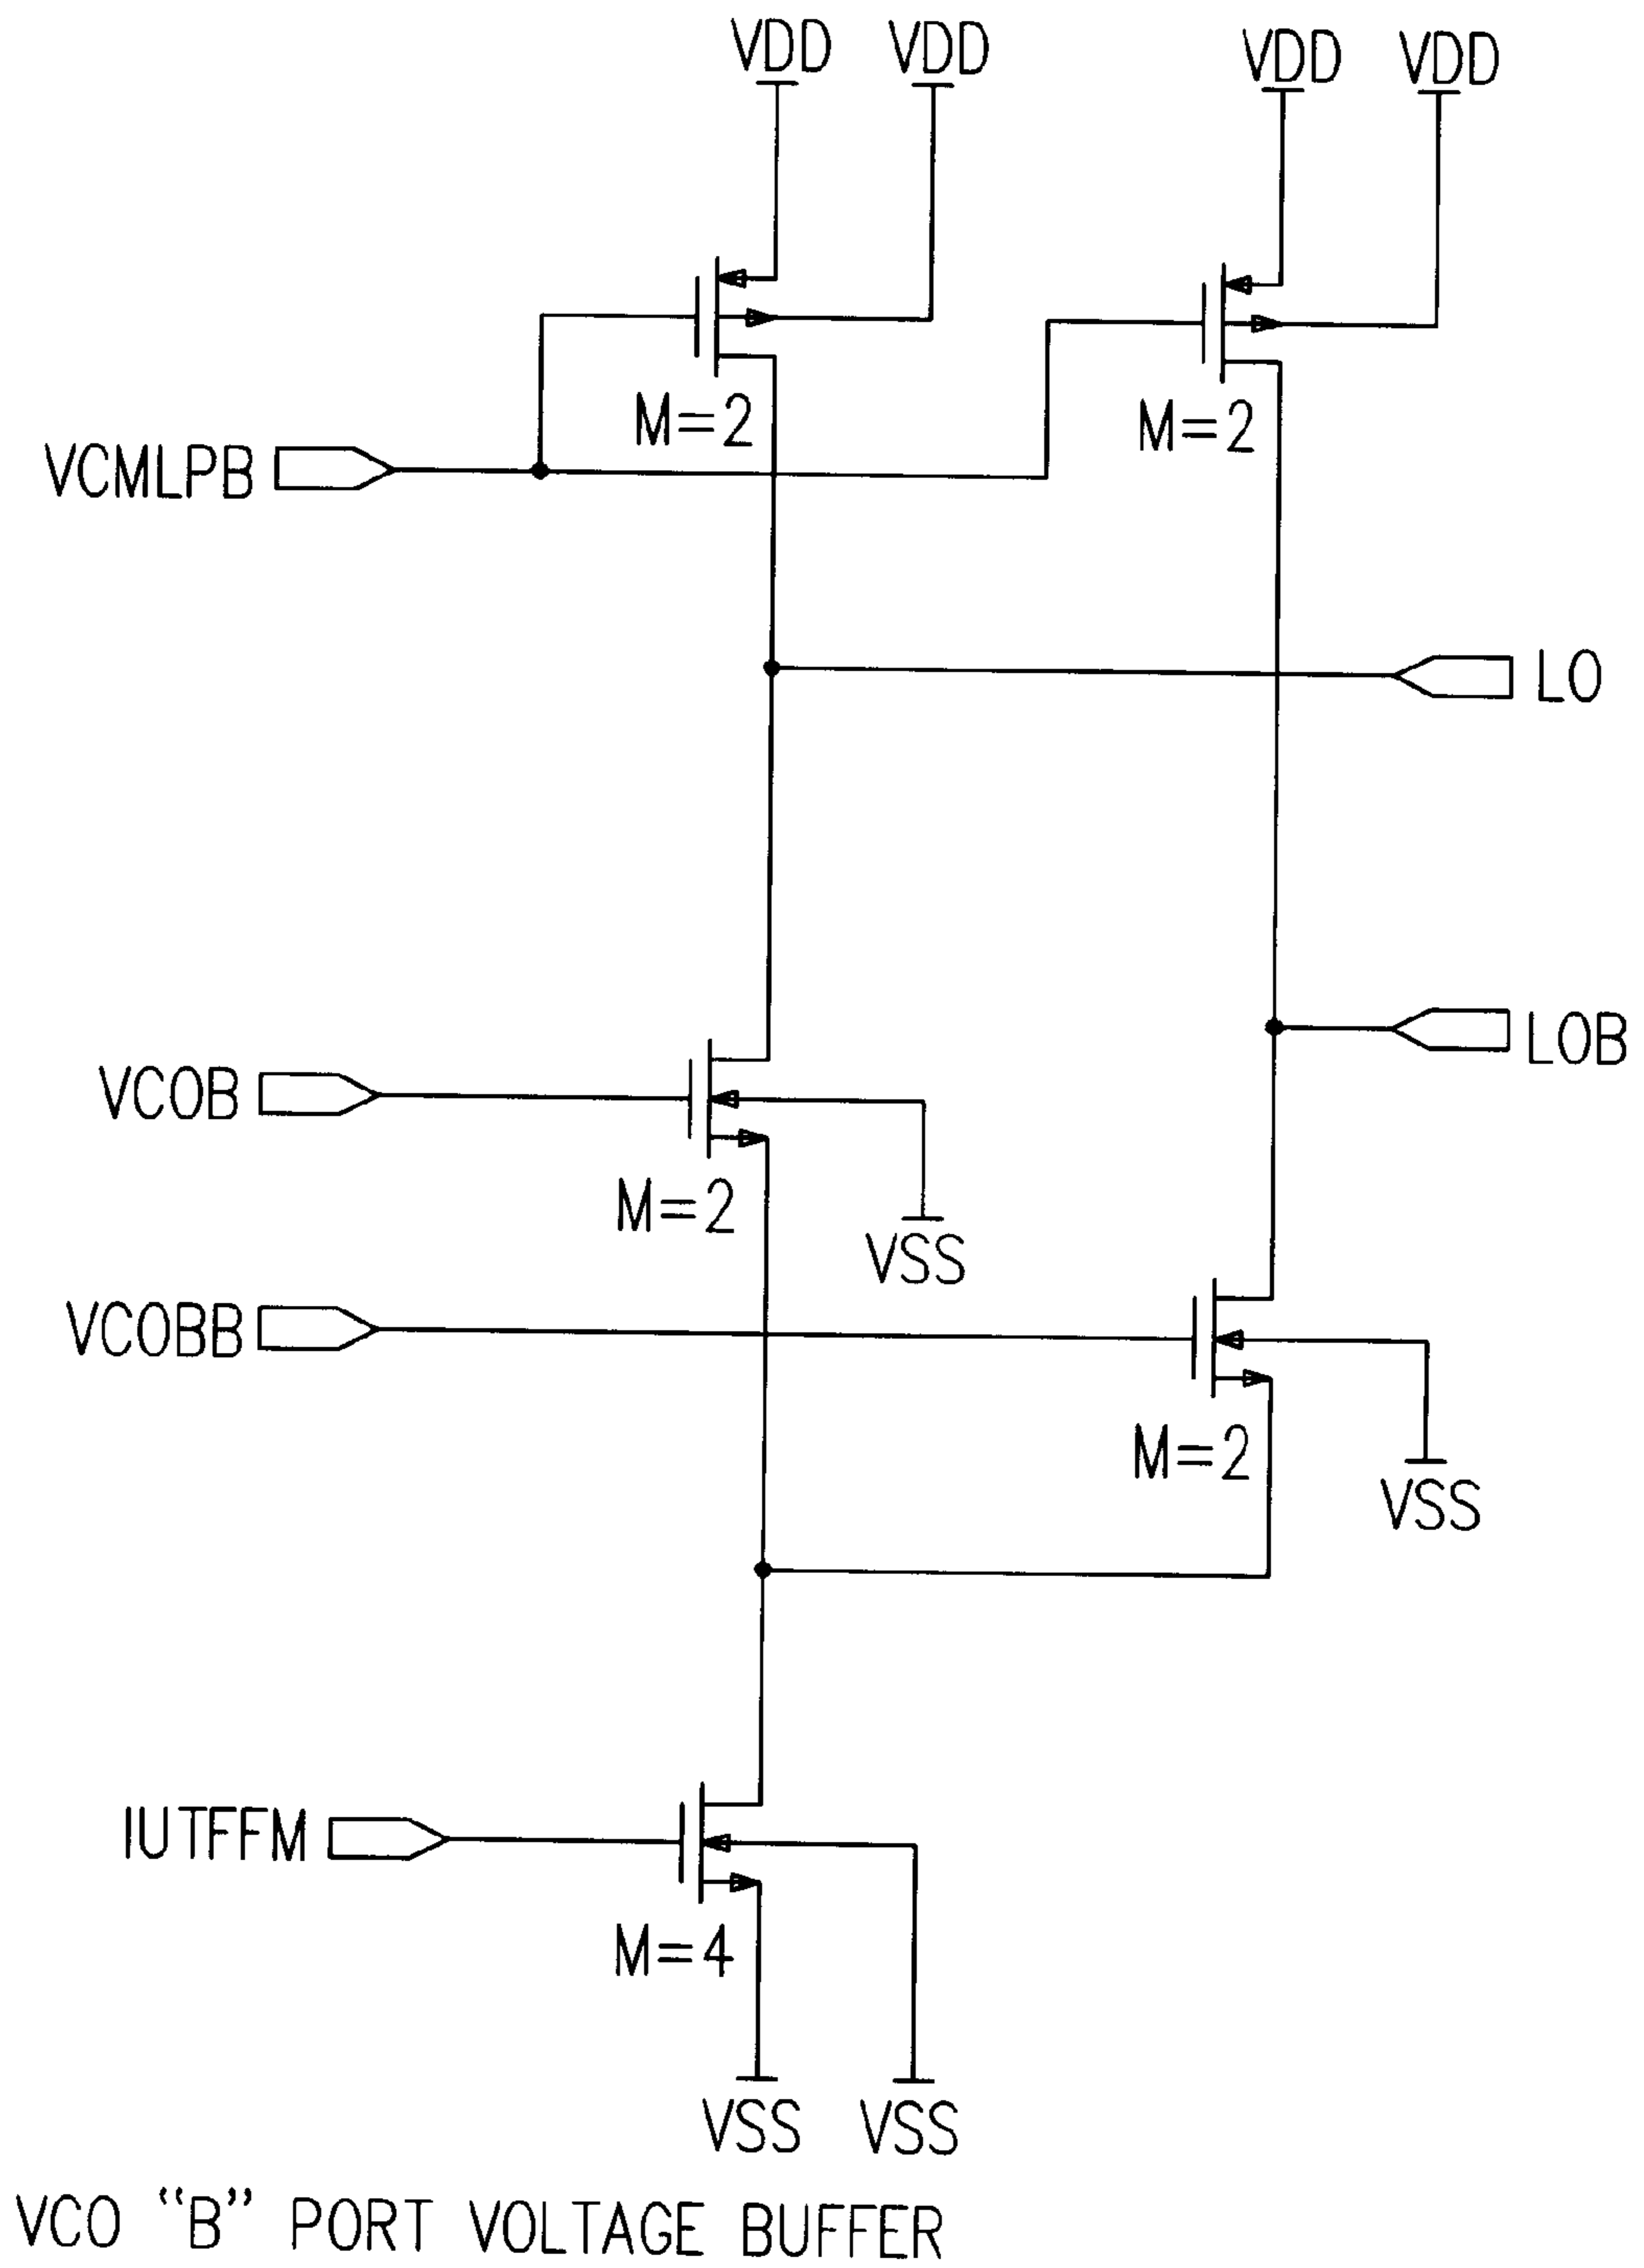 VDD VDD VDD VDD
M=2 M=2
VCMLPB
LO
LOB
VCOB
M=2
VSS
VCOBB
M=2
VSS
IUTFFM
M=4
VSS VSS
VCO “B” PORT VOLTAGE BUFFER